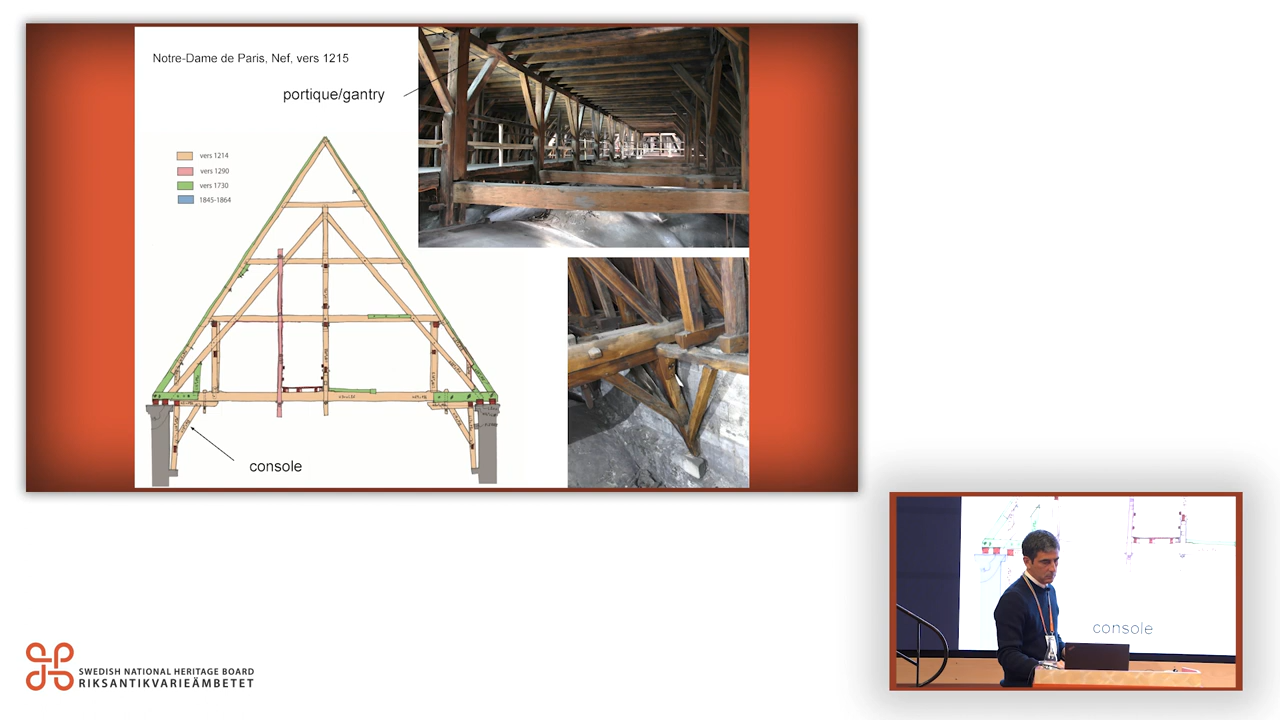 Notre-Dame de Paris, Nef, vers 1215
portique/gantry
vers 1214
vers 1290
vers 1730
1845-1864
console
console
SWEDISH NATIONAL HERITAGE BOARD
RIKSANTIKVARIEÄMBETET